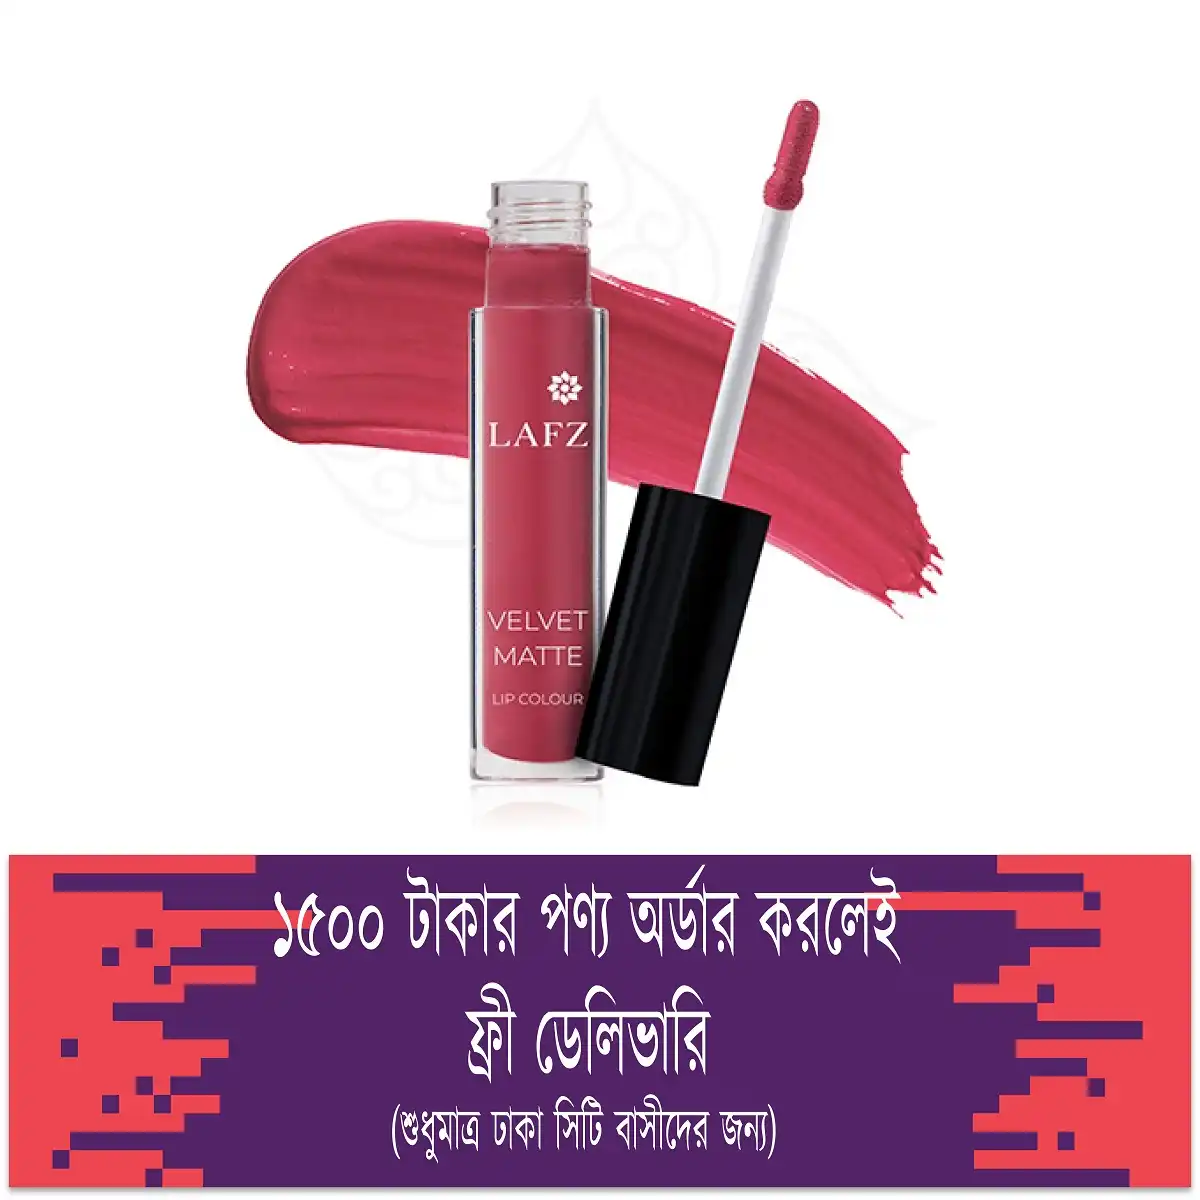 LAFZ
VELVET
MATTE
LIP COLOUR
১৫০০ টাকার পণ্য অর্ডার করলেই
ফ্রী ডেলিভারি
(শুধুমাত্র ঢাকা সিটি বাসীদের জন্য)